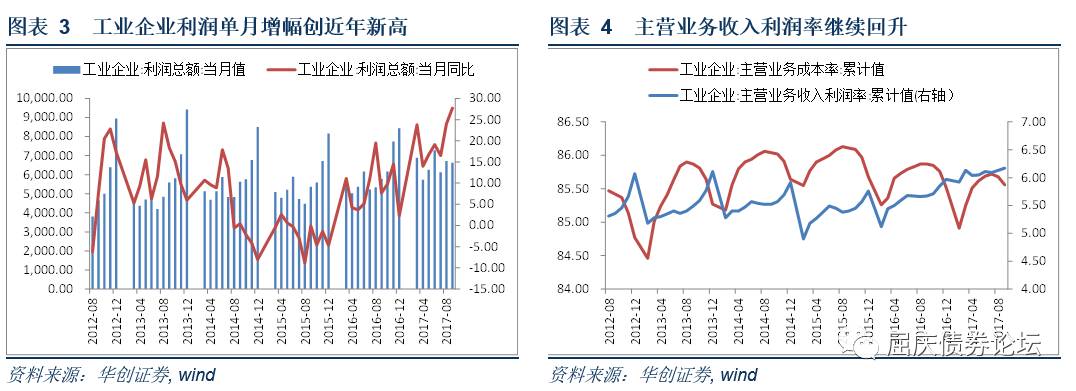 图表 3 工业企业利润单月增幅创近年新高
工业企业:利润总额:当月值 工业企业:利润总额:当月同比
10,000.00 30.00
9,000.00 25.00
8,000.00 20.00
7,000.00 15.00
6,000.00 10.00
5,000.00 5.00
4,000.00 0.00
3,000.00 -5.00
2,000.00 -10.00
1,000.00 -15.00
0.00
2012-08 2012-12 2013-04 2013-08 2013-12 2014-04 2014-08 2014-12 2015-04 2015-08 2015-12 2016-04 2016-08 2016-12 2017-04 2017-08
资料来源：华创证券, wind
图表 4 主营业务收入利润率继续回升
工业企业:主营业务成本率:累计值
工业企业:主营业务收入利润率:累计值(右轴）
86.50 7.00
86.00 6.50
85.50 6.00
85.00 5.50
84.50 5.00
84.00 4.50
4.00
2012-08 2012-12 2013-04 2013-08 2013-12 2014-04 2014-08 2014-12 2015-04 2015-08 2015-12 2016-04 2016-08 2016-12 2017-04 2017-08
屈庆债券论坛
资料来源：华创证券, wind